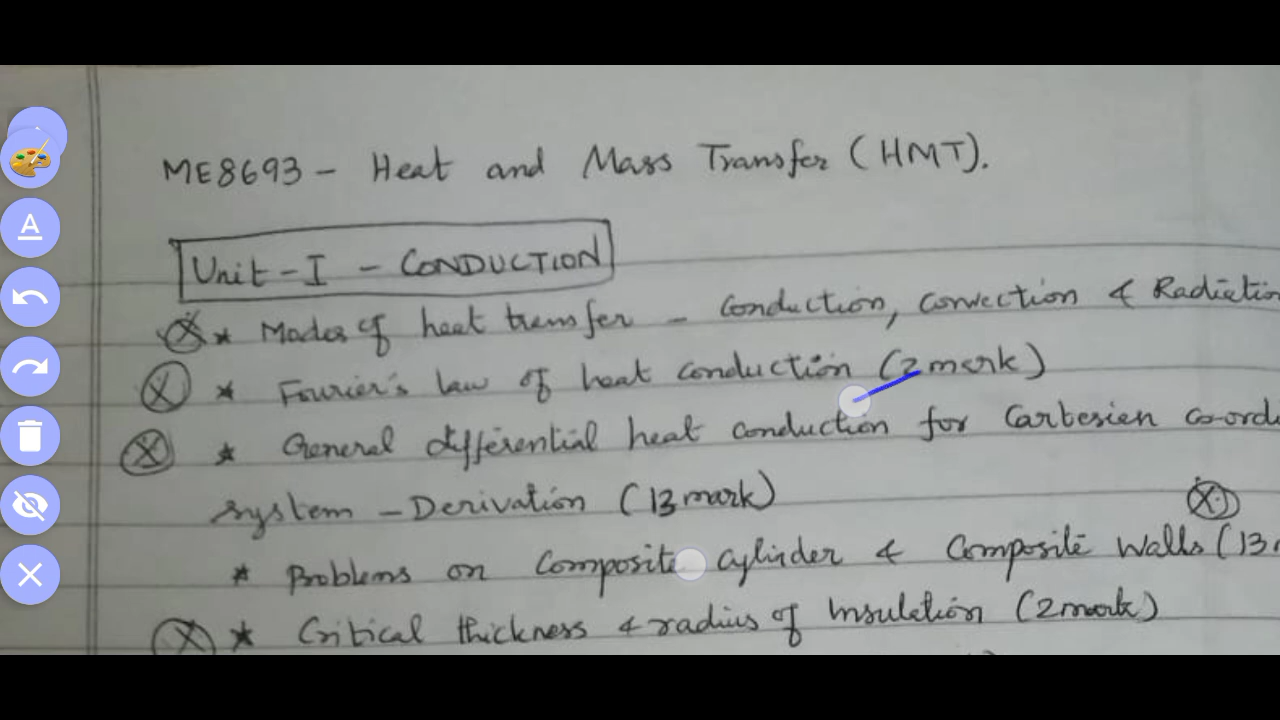 ME8693 - Heat and Mass Transfer (HMT).
Unit-I - CONDUCTION
* Modes of heat transfer - Conduction, Convection & Radiation
* Fourier's law of heat conduction (2 mark)
* General differential heat conduction for Cartesian co-ord
system - Derivation (13 mark)
* Problems on Composite cylinder & Composite Walls (13
* Critical thickness & radius of Insulation (2 mark)